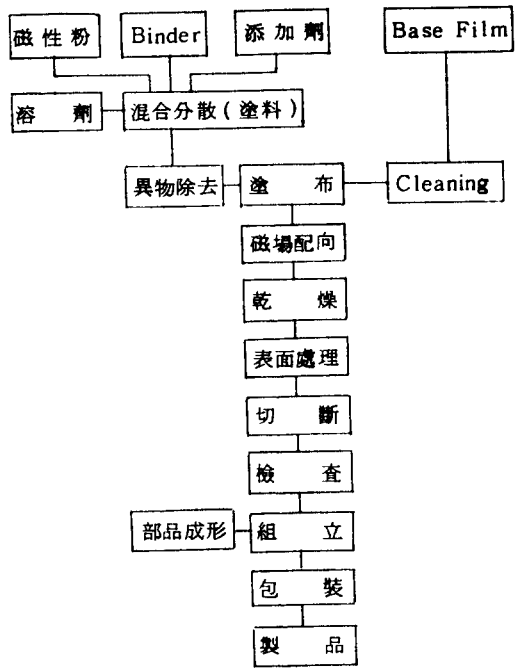 磁性粉
Binder
添加劑
Base Film
溶劑
混合分散(塗料)
異物除去
塗布
Cleaning
磁場配向
乾燥
表面處理
切斷
檢査
部品成形
組立
包裝
製品